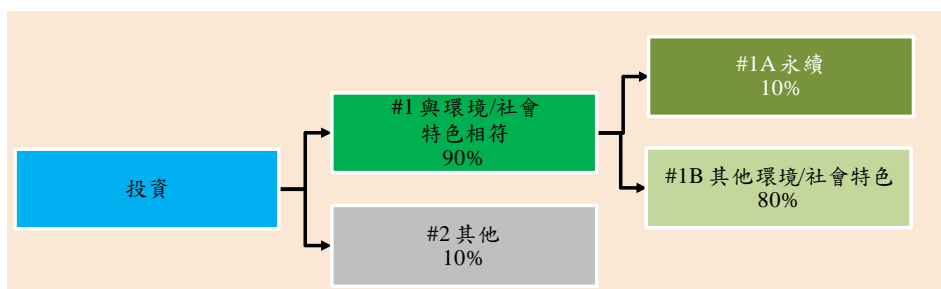 投資
#1 與環境/社會
特色相符
90%
#2 其他
10%
#1A 永續
10%
#1B 其他環境/社會特色
80%